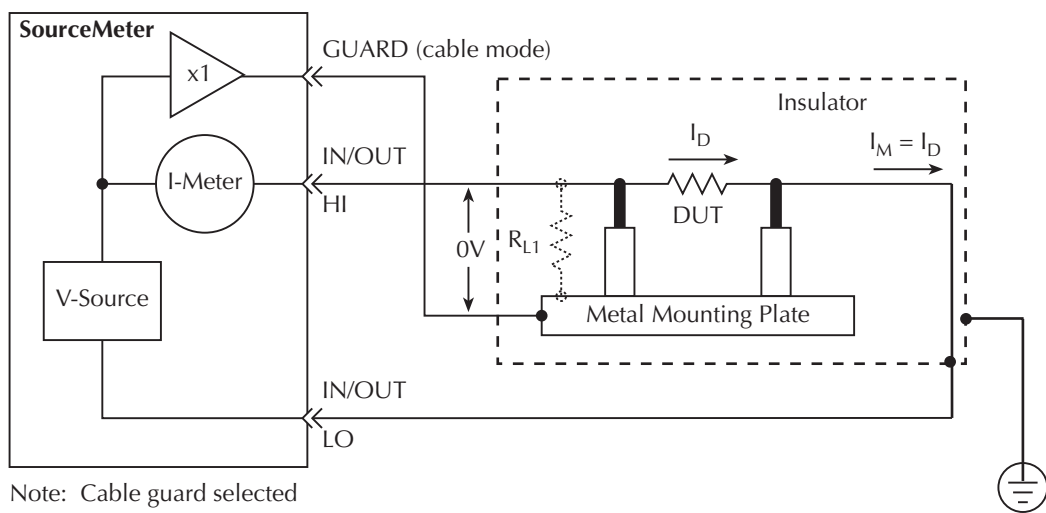 SourceMeter
x1
GUARD (cable mode)
Insulator
I-Meter
IN/OUT
HI
I_D
I_M = I_D
DUT
0V
R_L1
V-Source
Metal Mounting Plate
IN/OUT
LO
Note: Cable guard selected